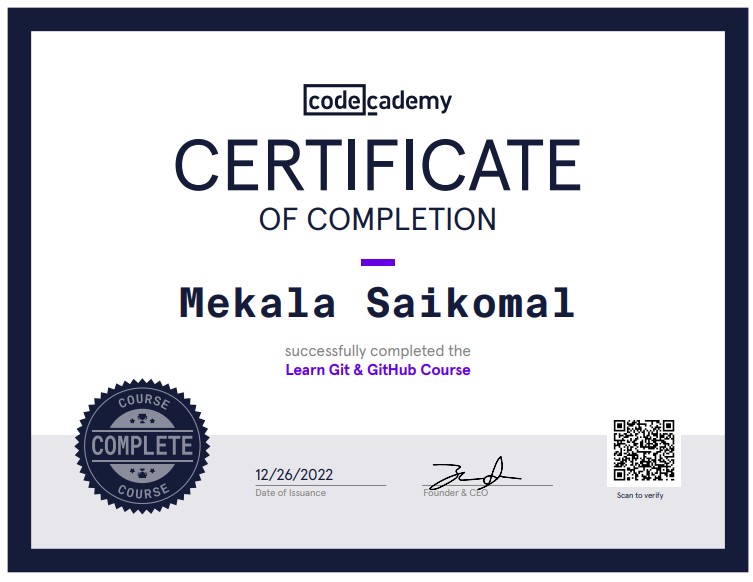 codecademy
CERTIFICATE
OF COMPLETION
Mekala Saikomal
successfully completed the
Learn Git & GitHub Course
COURSE
COMPLETE
COURSE
12/26/2022
Date of Issuance
Founder & CEO
Scan to verify